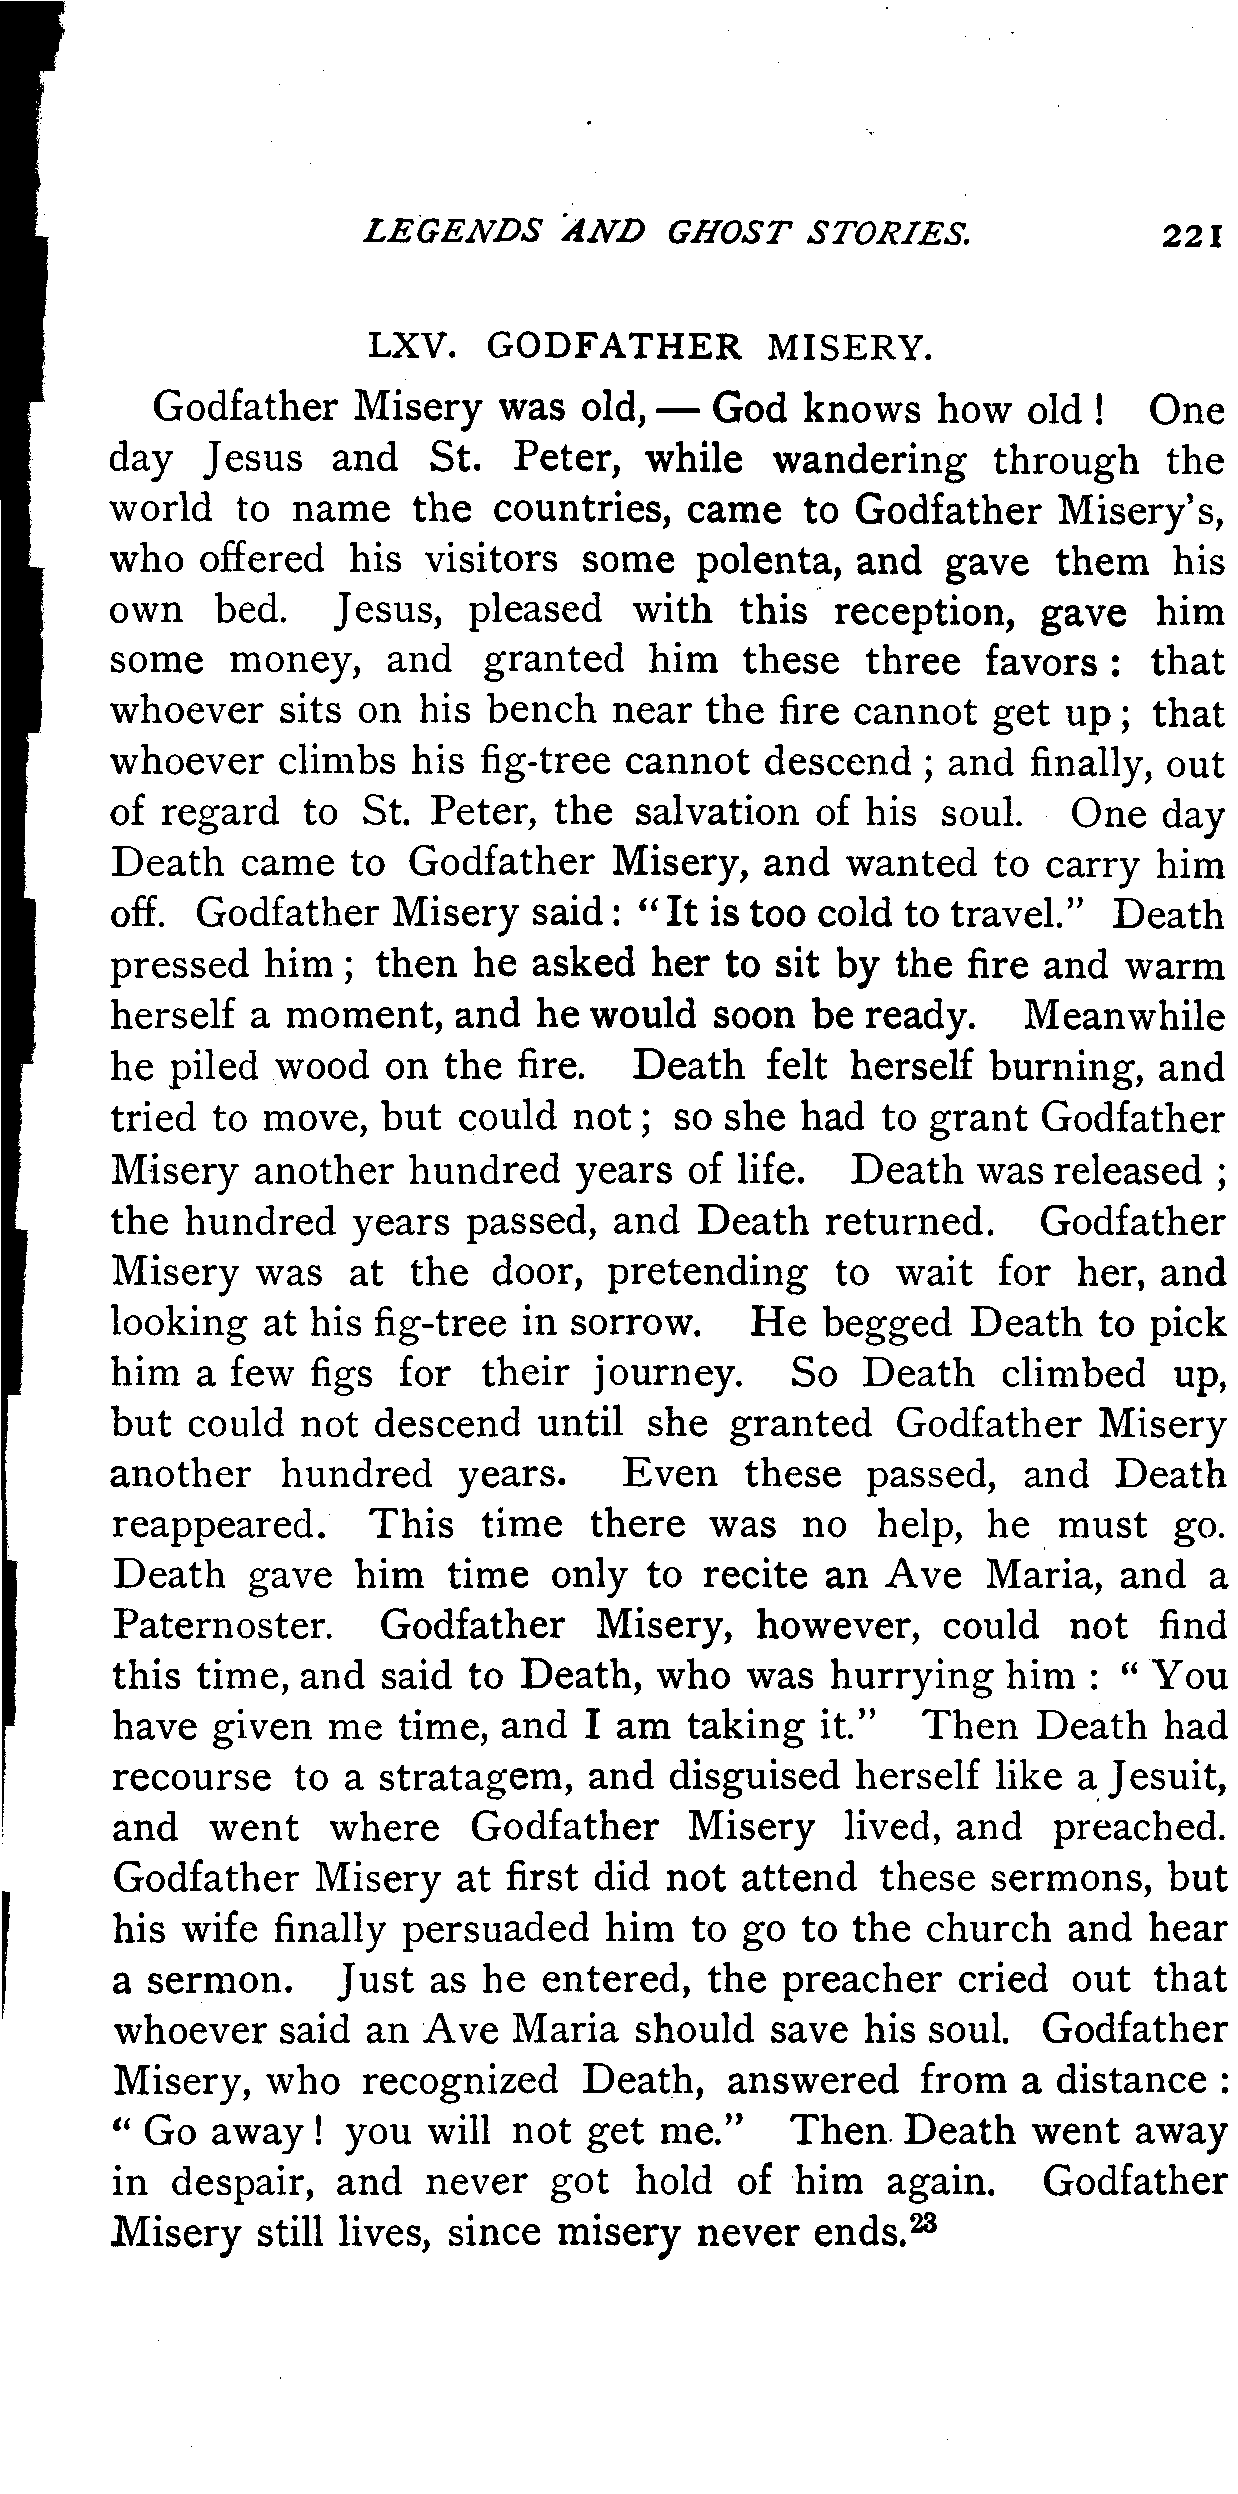 LEGENDS AND GHOST STORIES. 221
LXV. GODFATHER MISERY.
Godfather Misery was old, — God knows how old ! One
day Jesus and St. Peter, while wandering through the
world to name the countries, came to Godfather Misery's,
who offered his visitors some polenta, and gave them his
own bed. Jesus, pleased with this reception, gave him
some money, and granted him these three favors : that
whoever sits on his bench near the fire cannot get up ; that
whoever climbs his fig-tree cannot descend ; and finally, out
of regard to St. Peter, the salvation of his soul. One day
Death came to Godfather Misery, and wanted to carry him
off. Godfather Misery said : “ It is too cold to travel.” Death
pressed him ; then he asked her to sit by the fire and warm
herself a moment, and he would soon be ready. Meanwhile
he piled wood on the fire. Death felt herself burning, and
tried to move, but could not ; so she had to grant Godfather
Misery another hundred years of life. Death was released ;
the hundred years passed, and Death returned. Godfather
Misery was at the door, pretending to wait for her, and
looking at his fig-tree in sorrow. He begged Death to pick
him a few figs for their journey. So Death climbed up,
but could not descend until she granted Godfather Misery
another hundred years. Even these passed, and Death
reappeared. This time there was no help, he must go.
Death gave him time only to recite an Ave Maria, and a
Paternoster. Godfather Misery, however, could not find
this time, and said to Death, who was hurrying him : “ You
have given me time, and I am taking it.” Then Death had
recourse to a stratagem, and disguised herself like a Jesuit,
and went where Godfather Misery lived, and preached.
Godfather Misery at first did not attend these sermons, but
his wife finally persuaded him to go to the church and hear
a sermon. Just as he entered, the preacher cried out that
whoever said an Ave Maria should save his soul. Godfather
Misery, who recognized Death, answered from a distance :
“ Go away ! you will not get me.” Then Death went away
in despair, and never got hold of him again. Godfather
Misery still lives, since misery never ends.²³